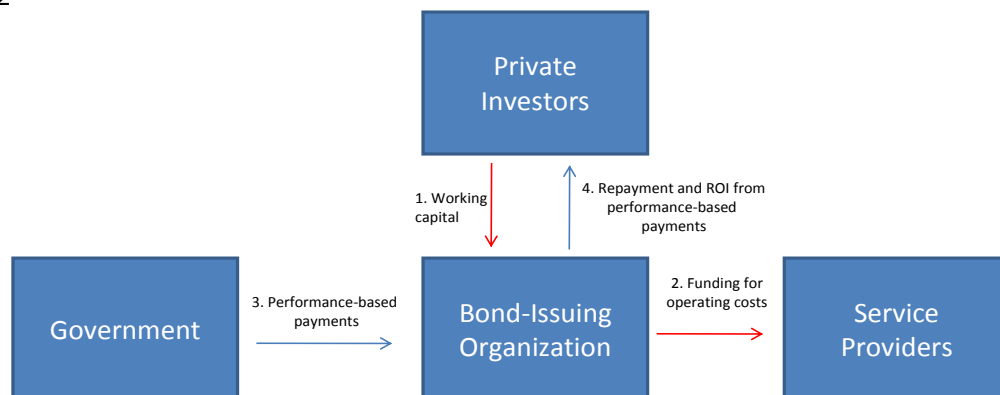 Private
Investors
1. Working
capital
4. Repayment and ROI from
performance-based
payments
Government
3. Performance-based
payments
Bond-Issuing
Organization
2. Funding for
operating costs
Service
Providers